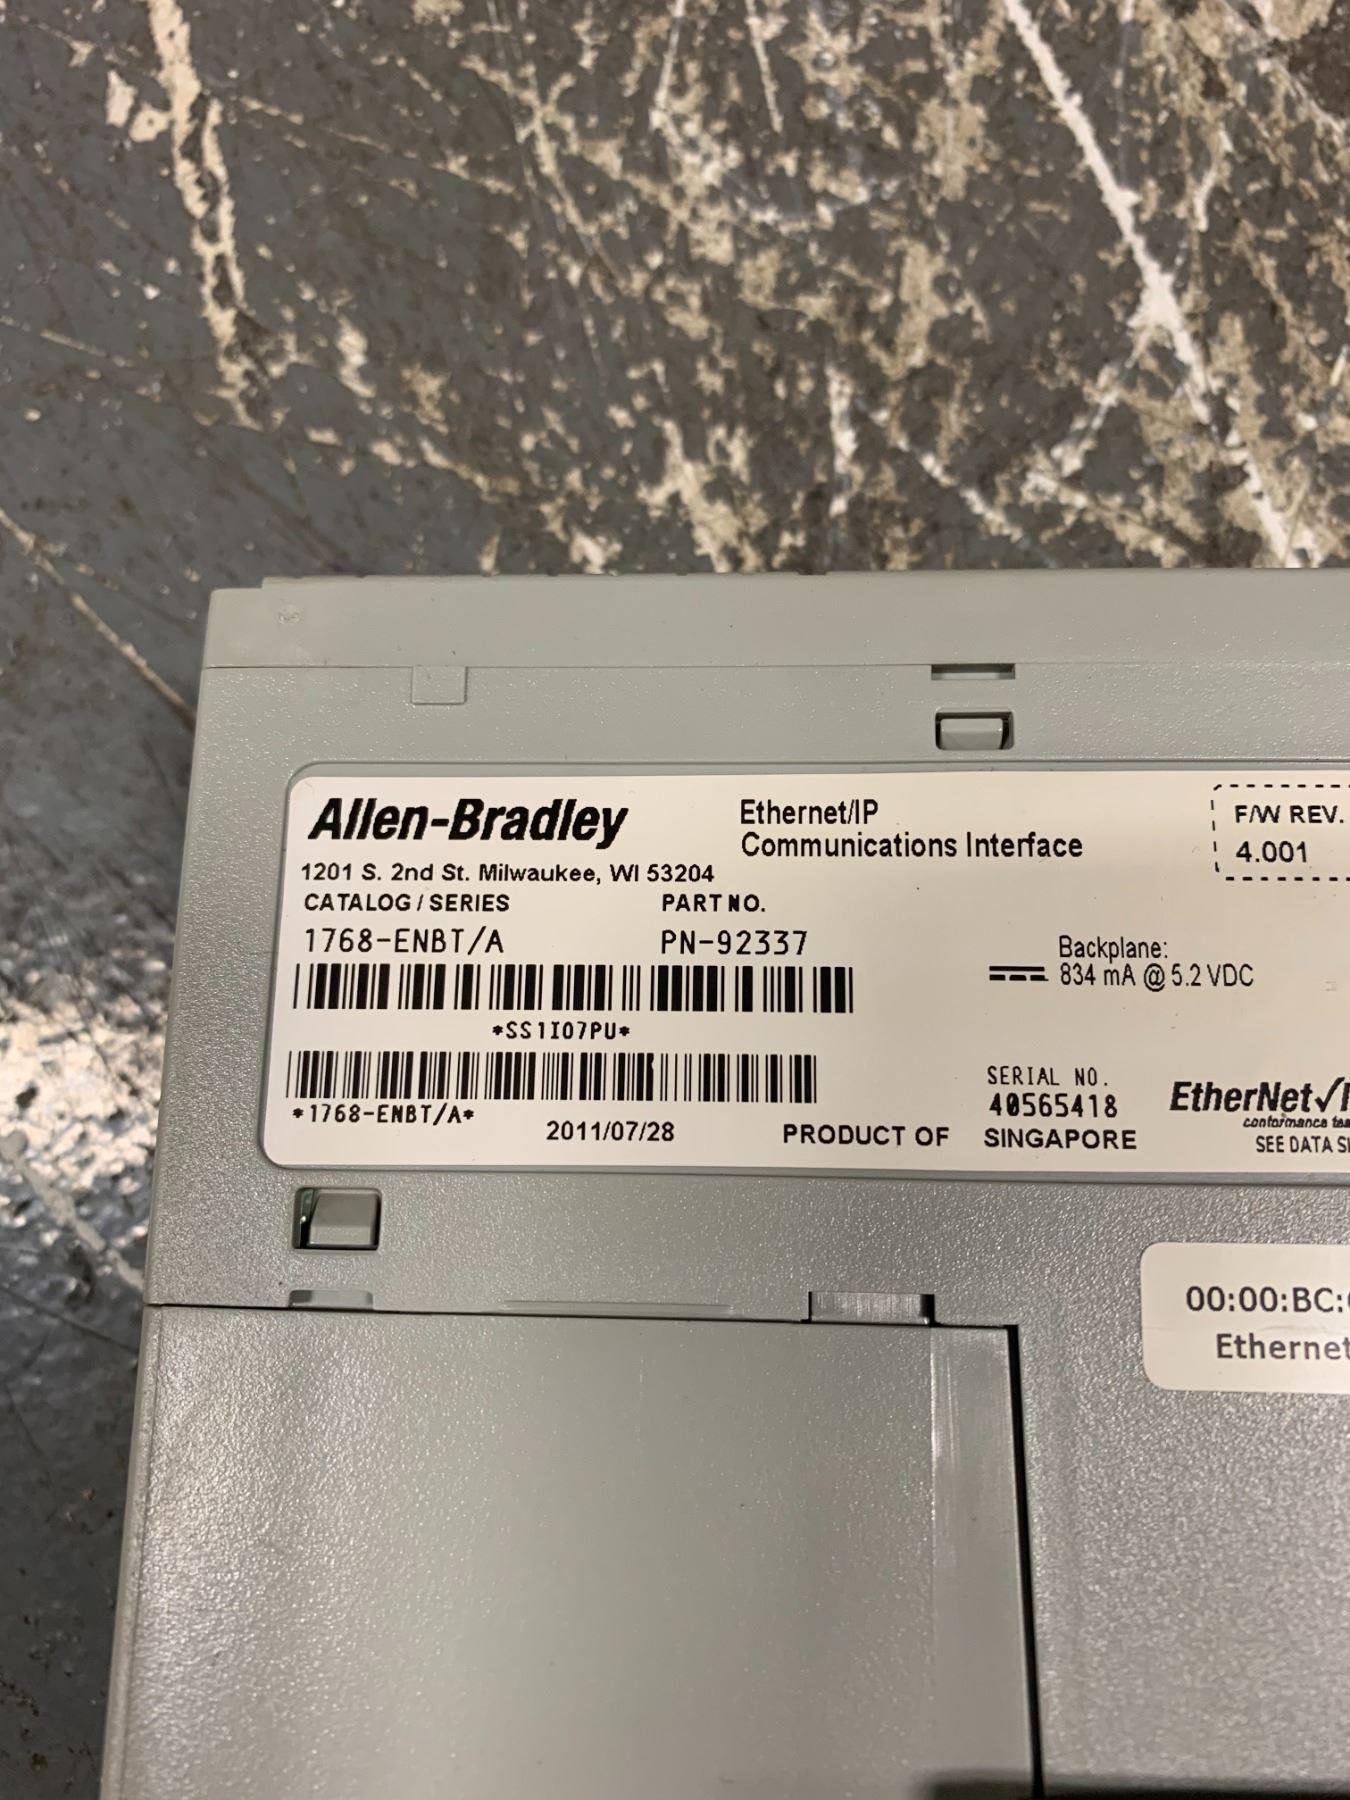 Allen-Bradley
1201 S. 2nd St. Milwaukee, WI 53204
Ethernet/IP
Communications Interface
F/W REV.
4.001
CATALOG / SERIES
PART NO.
1768-ENBT/A
PN-92337
Backplane:
834 mA @ 5.2 VDC
*SS1I07PU*
*1768-ENBT/A*
2011/07/28
PRODUCT OF SINGAPORE
SERIAL NO.
40565418
EtherNet
conformance
SEE DATA
00:00:BC:
Ethernet